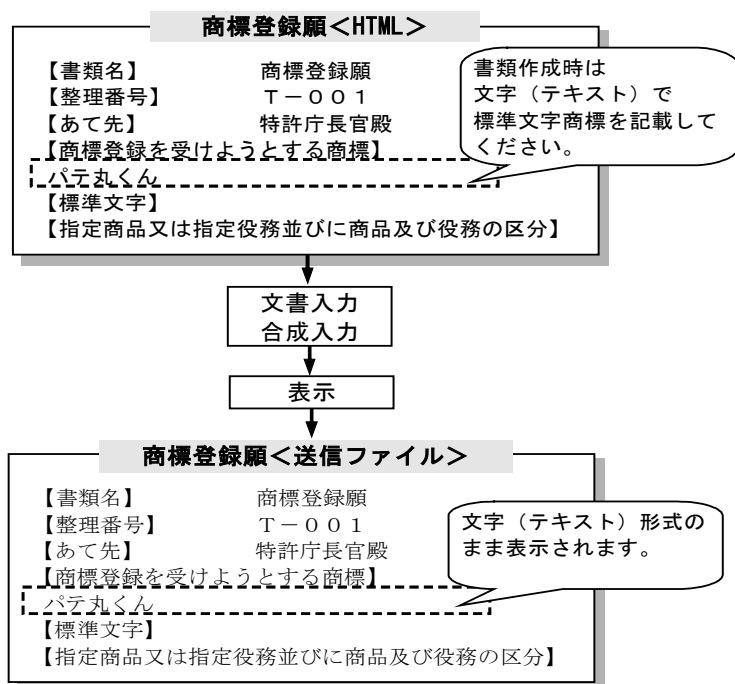 商標登録願＜HTML＞
【書類名】　　　　商標登録願
【整理番号】　　　Ｔ－００１
【あて先】　　　　特許庁長官殿
【商標登録を受けようとする商標】
パテ丸くん
【標準文字】
【指定商品又は指定役務並びに商品及び役務の区分】
書類作成時は
文字（テキスト）で
標準文字商標を記載して
ください。
文書入力
合成入力
表示
商標登録願＜送信ファイル＞
【書類名】　　　　商標登録願
【整理番号】　　　Ｔ－００１
【あて先】　　　　特許庁長官殿
【商標登録を受けようとする商標】
パテ丸くん
【標準文字】
【指定商品又は指定役務並びに商品及び役務の区分】
文字（テキスト）形式の
まま表示されます。